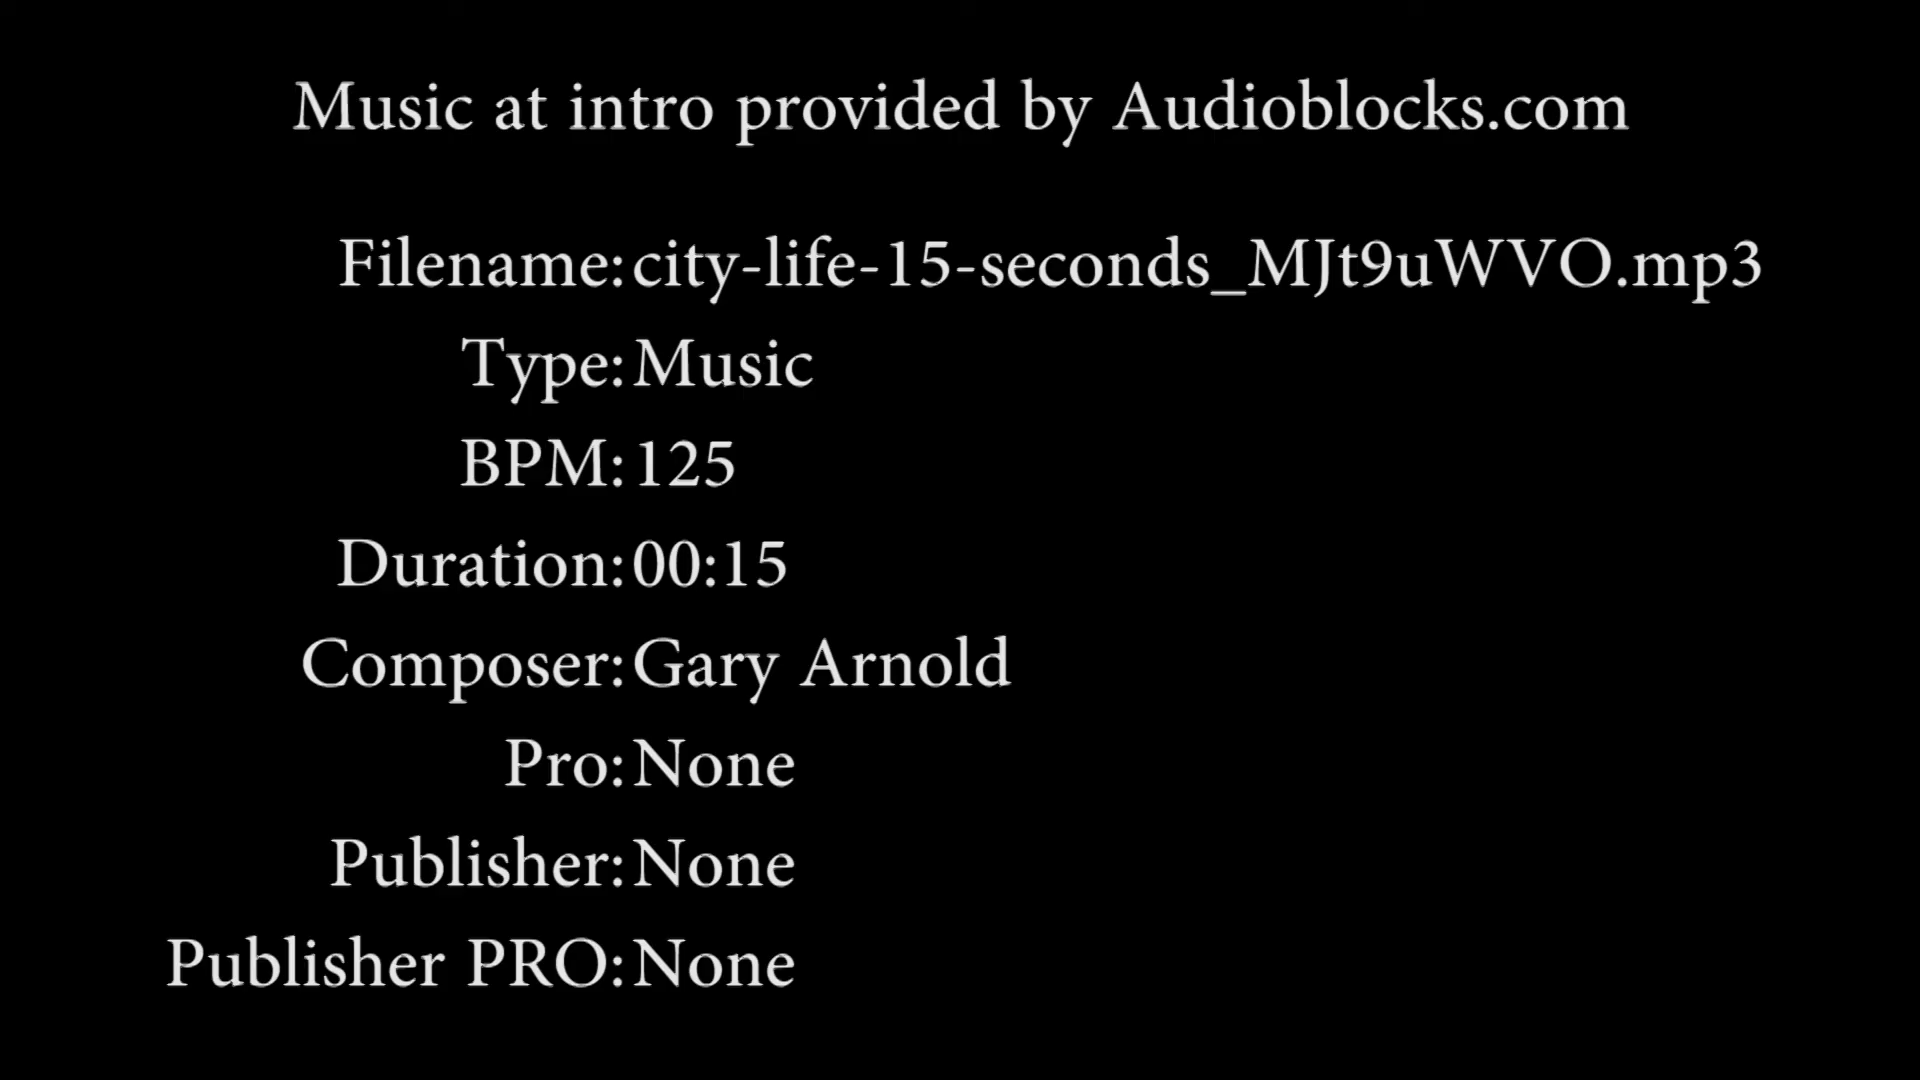 Music at intro provided by Audioblocks.com
Filename: city-life-15-seconds_MJt9uWVO.mp3
Type: Music
BPM: 125
Duration: 00:15
Composer: Gary Arnold
Pro: None
Publisher: None
Publisher PRO: None